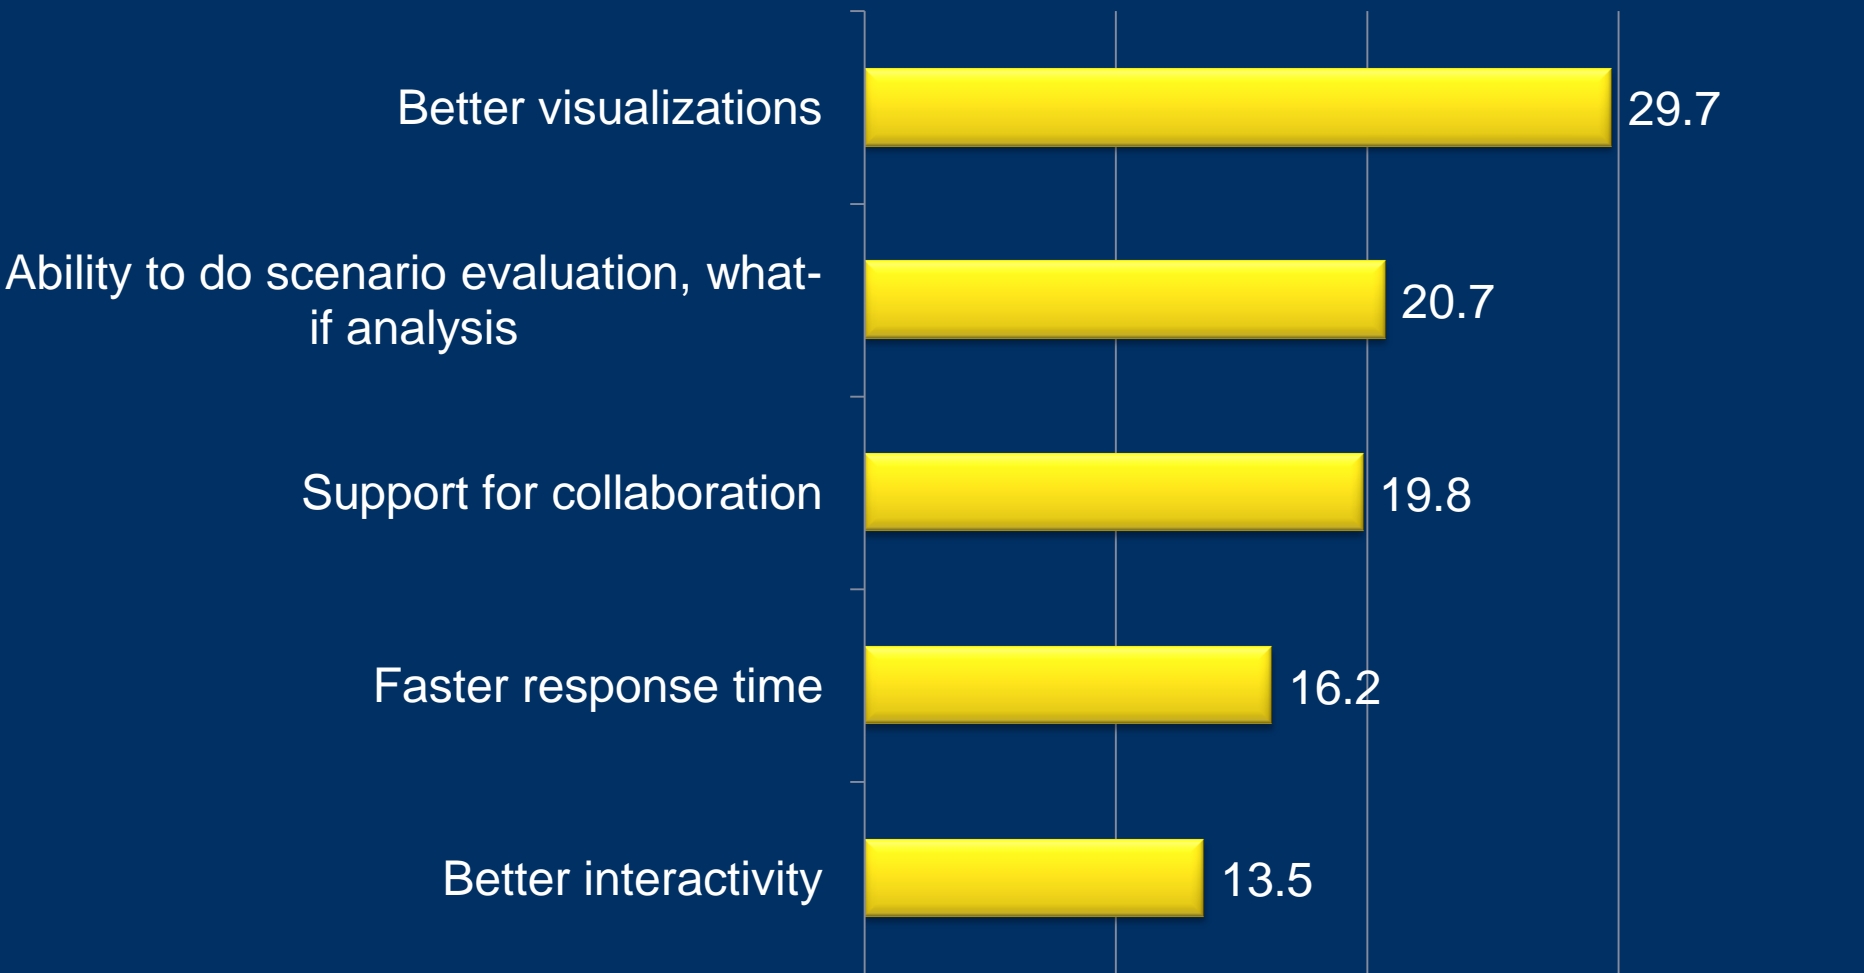 Better visualizations
29.7
Ability to do scenario evaluation, what-
if analysis
20.7
Support for collaboration
19.8
Faster response time
16.2
Better interactivity
13.5